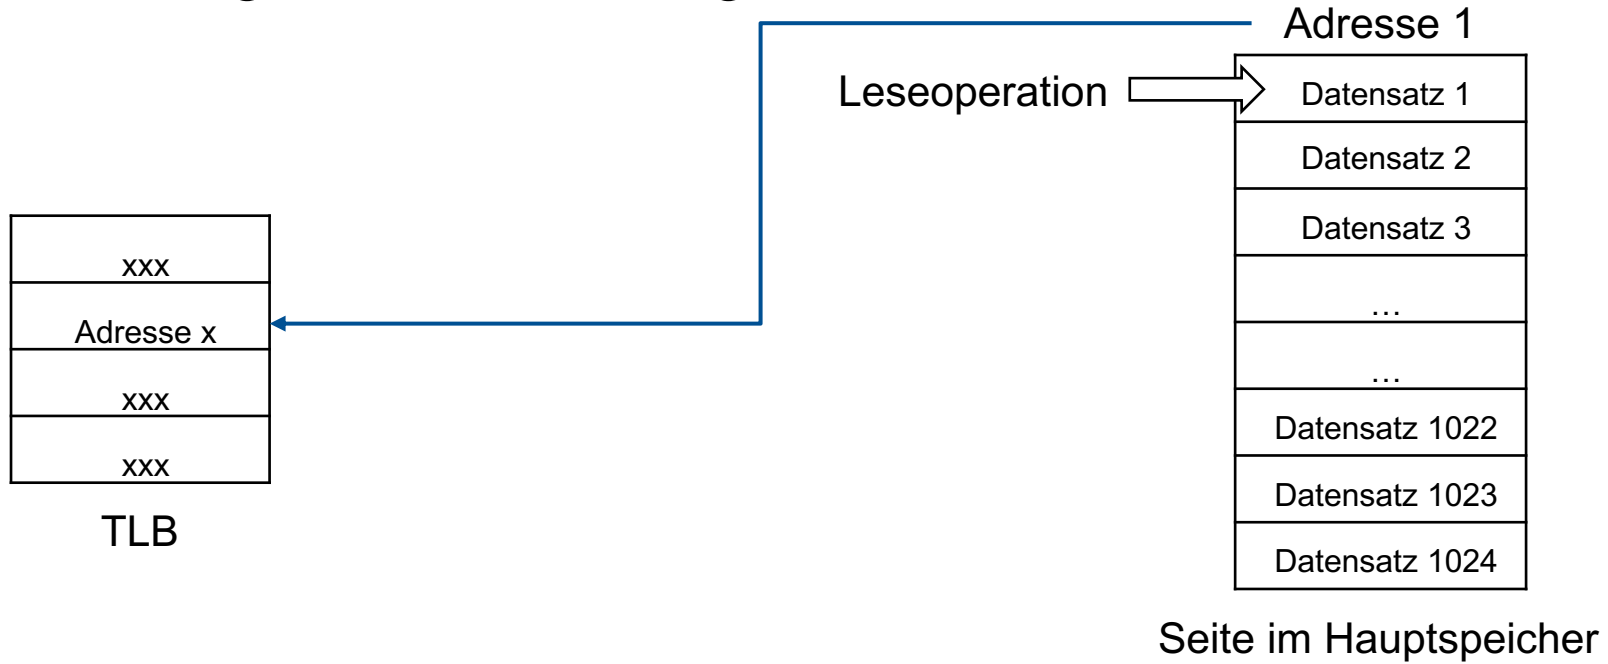 Adresse 1
Leseoperation
Datensatz 1
Datensatz 2
Datensatz 3
...
...
Datensatz 1022
Datensatz 1023
Datensatz 1024
Seite im Hauptspeicher
xxx
Adresse x
xxx
xxx
TLB